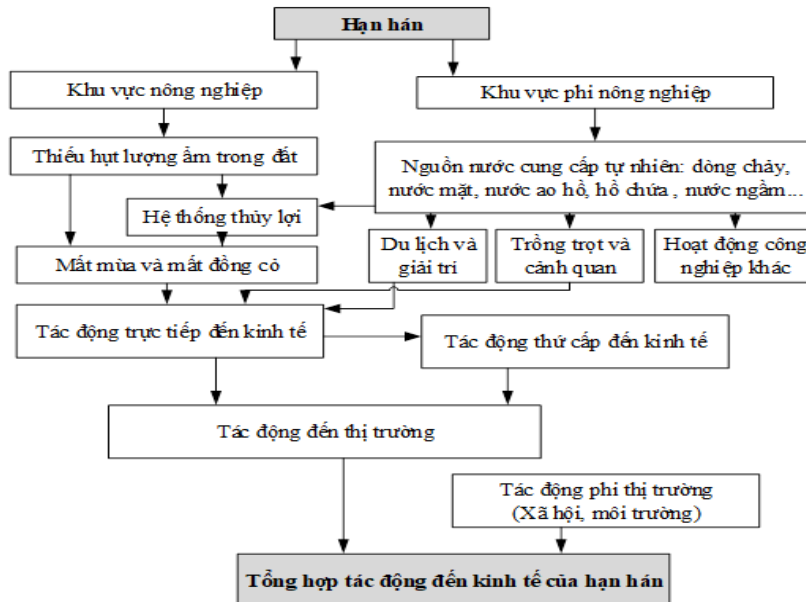 Hạn hán
Khu vực nông nghiệp
Khu vực phi nông nghiệp
Thiếu hụt lượng ẩm trong đất
Nguồn nước cung cấp tự nhiên: dòng chảy,
nước mặt, nước ao hồ, hồ chứa , nước ngầm...
Hệ thống thủy lợi
Du lịch và
giải trí
Trồng trọt và
cảnh quan
Hoạt động công
nghiệp khác
Mất mùa và mất đồng cỏ
Tác động trực tiếp đến kinh tế
Tác động thứ cấp đến kinh tế
Tác động đến thị trường
Tác động phi thị trường
(Xã hội, môi trường)
Tổng hợp tác động đến kinh tế của hạn hán